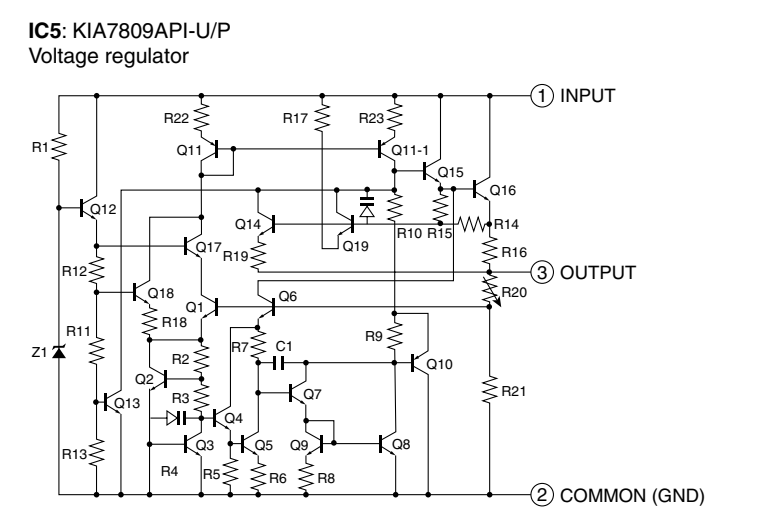 IC5: KIA7809API-U/P
Voltage regulator
1 INPUT
R22 R17 R23
R1 Q11 Q11-1
Q15
Q12 Q16
Q14 R10 R15 R14
Q17 R19 Q19 R16
R12 3 OUTPUT
Q18 Q6 R20
Q1
R18
R11 R7 C1 R9
Z1 R2 Q10
Q2 Q7 R21
R3
Q13 Q4
Q3 Q5 Q9 Q8
R13 R4 R5 R6 R8
2 COMMON (GND)